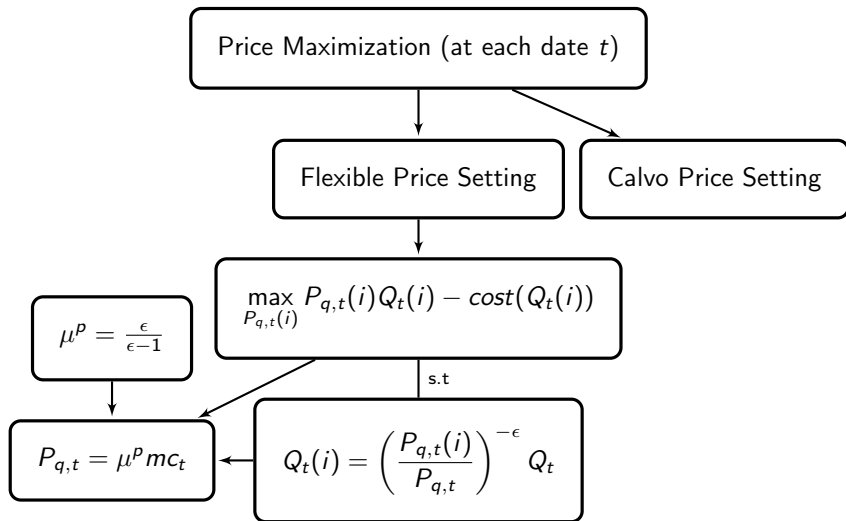 Price Maximization (at each date t)
Flexible Price Setting
Calvo Price Setting
max P_{q,t}(i)Q_t(i) − cost(Q_t(i))
P_{q,t}(i)
μ^p = ε/(ε−1)
s.t
P_{q,t} = μ^p mc_t
Q_t(i) = (P_{q,t}(i)/P_{q,t})^{−ε} Q_t